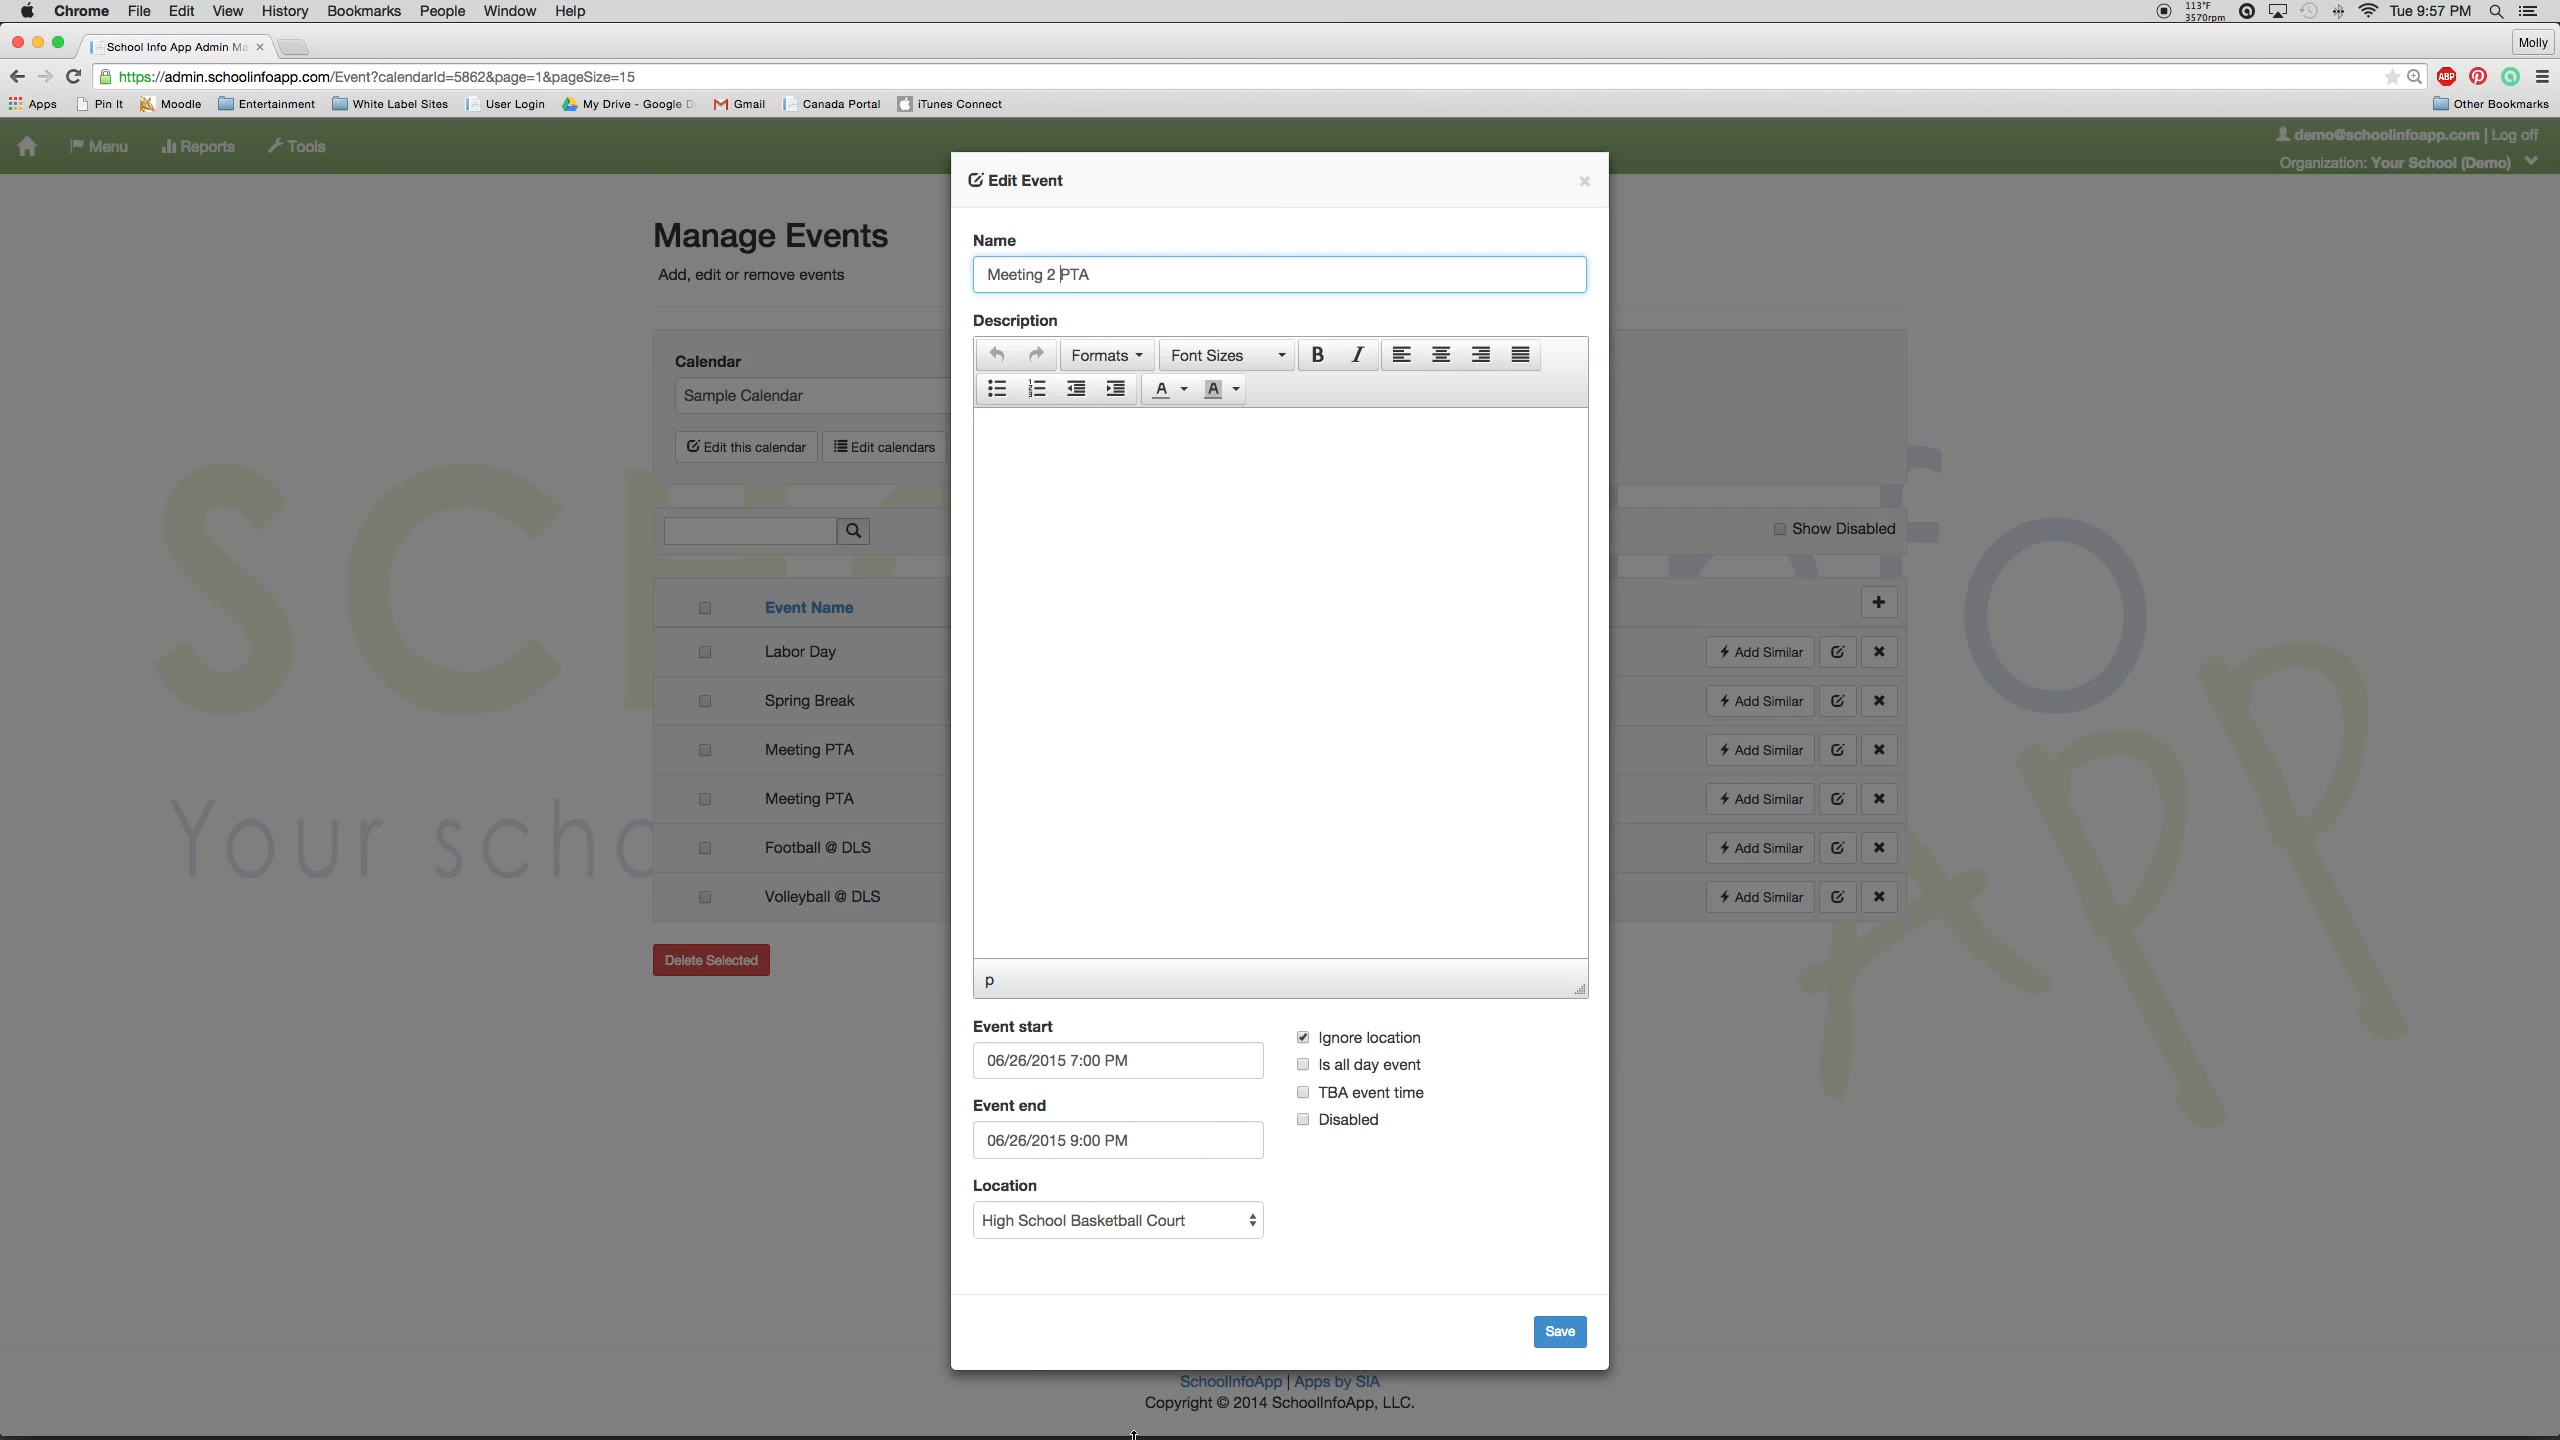 Chrome File Edit View History Bookmarks People Window Help 113°F 3570rpm Tue 9:57 PM
School Info App Admin Ma Molly
https://admin.schoolinfoapp.com/Event?calendarId=5862&page=1&pageSize=15 ABP
Apps Pin It Moodle Entertainment White Label Sites User Login My Drive - Google D Gmail Canada Portal iTunes Connect Other Bookmarks
Menu Reports Tools demo@schoolinfoapp.com | Log off
Organization: Your School (Demo)
Edit Event
Manage Events
Add, edit or remove events
Name
Meeting 2 PTA
Description
Formats Font Sizes B I
A A
Calendar
Sample Calendar
Edit this calendar Edit calendars
Show Disabled
Event Name
Labor Day Add Similar
Spring Break Add Similar
Meeting PTA Add Similar
Meeting PTA Add Similar
Football @ DLS Add Similar
Volleyball @ DLS Add Similar
Delete Selected
p
Event start
06/26/2015 7:00 PM
Event end
06/26/2015 9:00 PM
Location
High School Basketball Court
Ignore location
Is all day event
TBA event time
Disabled
Save
Your scho
APP
SchoolInfoApp | Apps by SIA
Copyright © 2014 SchoolInfoApp, LLC.